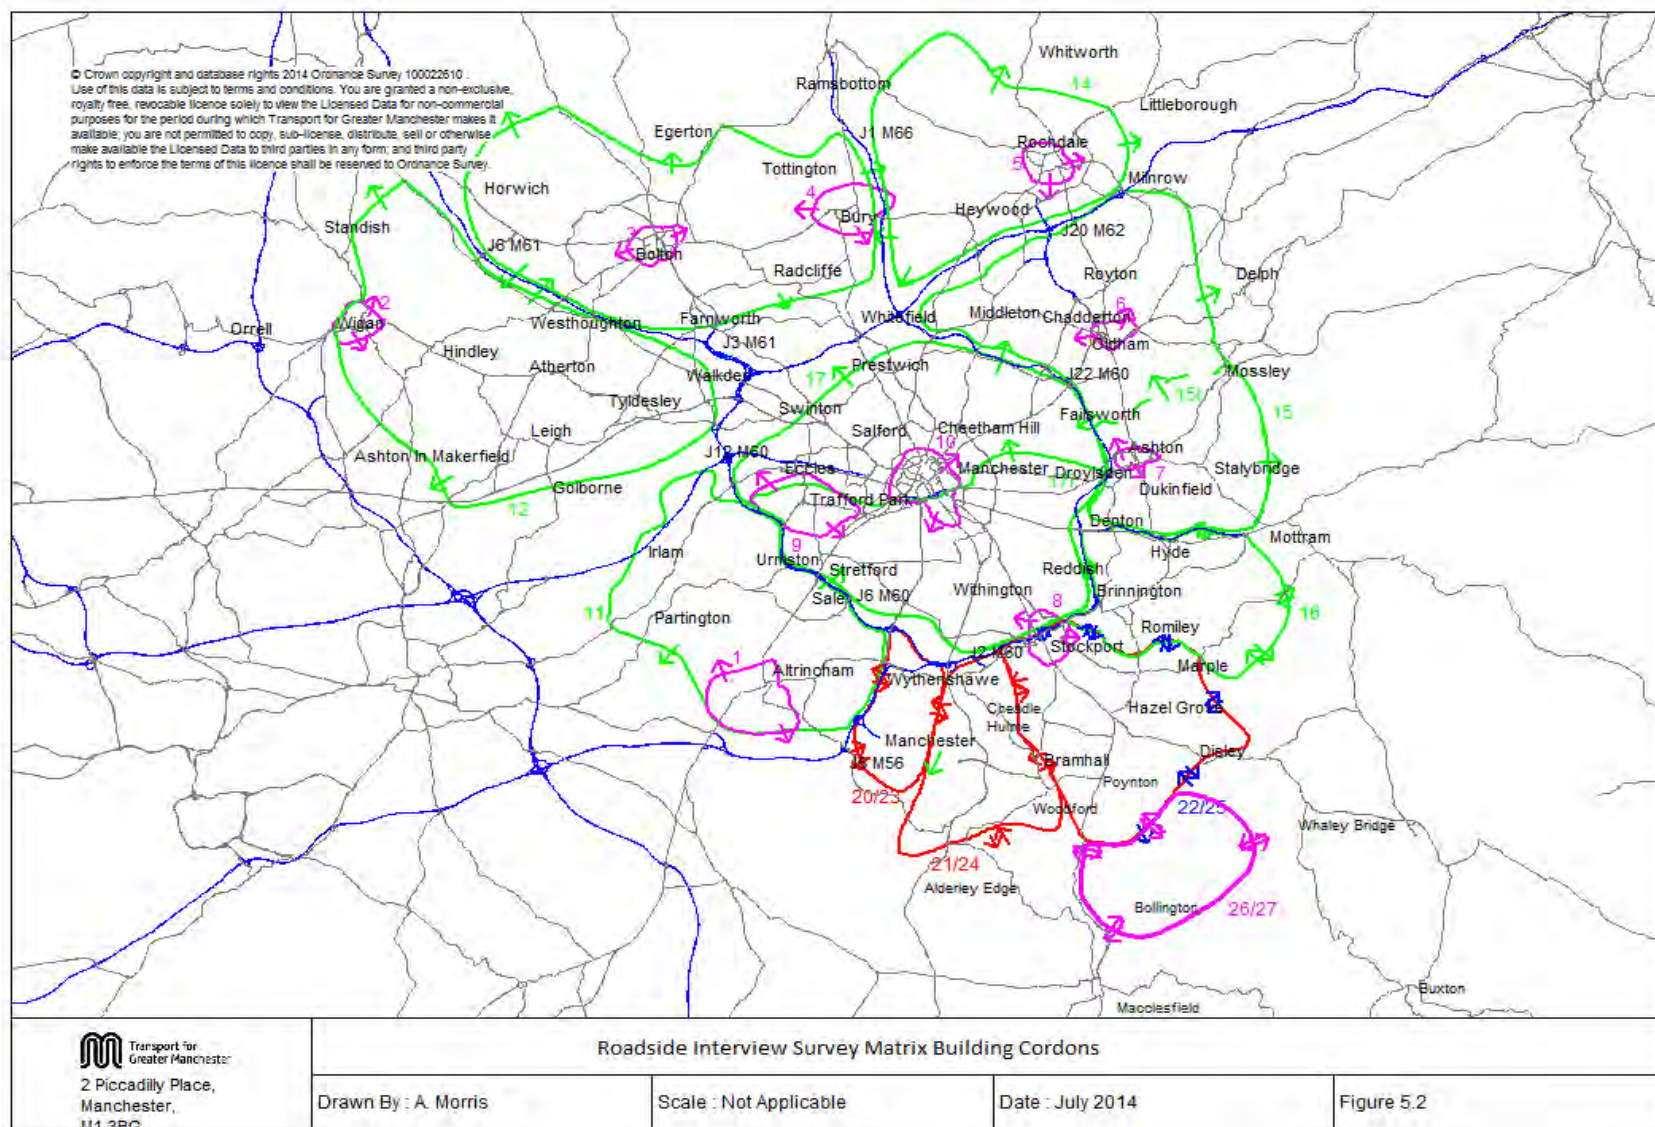 © Crown copyright and database rights 2014 Ordnance Survey 100022610 .
Use of this data is subject to terms and conditions. You are granted a non-exclusive,
royalty free, revocable licence solely to view the Licensed Data for non-commercial
purposes for the period during which Transport for Greater Manchester makes it
available; you are not permitted to copy, sub-license, distribute, sell or otherwise
make available the Licensed Data to third parties in any form; and third party
rights to enforce the terms of this licence shall be reserved to Ordnance Survey.
Whitworth
Ramsbottom
14
Littleborough
Egerton
J1 M66
Rochdale
5
Tottington
Milnrow
Horwich
4
Heywood
Bury
Standish
3
J20 M62
J6 M61
Bolton
Radcliffe
Royton
Delph
2
6
Wigan
Westhoughton
Farnworth
Whitefield
Middleton
Chadderton
Orrell
Oldham
Hindley
J3 M61
Atherton
Walkden
17
Prestwich
J22 M60
Mossley
Tyldesley
Swinton
Failsworth
15
Leigh
Salford
Cheetham Hill
10
Ashton
J12 M60
Ashton In Makerfield
Eccles
Manchester
Droylsden
7
Stalybridge
Golborne
Trafford Park
Dukinfield
12
Denton
9
Irlam
Urmston
Stretford
Hyde
Mottram
Reddish
Sale
J6 M60
Withington
Brinnington
8
11
Partington
Romiley
16
Stockport
J2 M60
1
Altrincham
Wythenshawe
Marple
Cheadle
Hulme
Hazel Grove
Manchester
Disley
J5 M56
Bramhall
Poynton
20/23
Woodford
22/25
Whaley Bridge
21/24
Alderley Edge
Bollington
26/27
Buxton
Macclesfield
Transport for
Greater Manchester
2 Piccadilly Place,
Manchester,
Roadside Interview Survey Matrix Building Cordons
Drawn By : A. Morris
Scale : Not Applicable
Date : July 2014
Figure 5.2